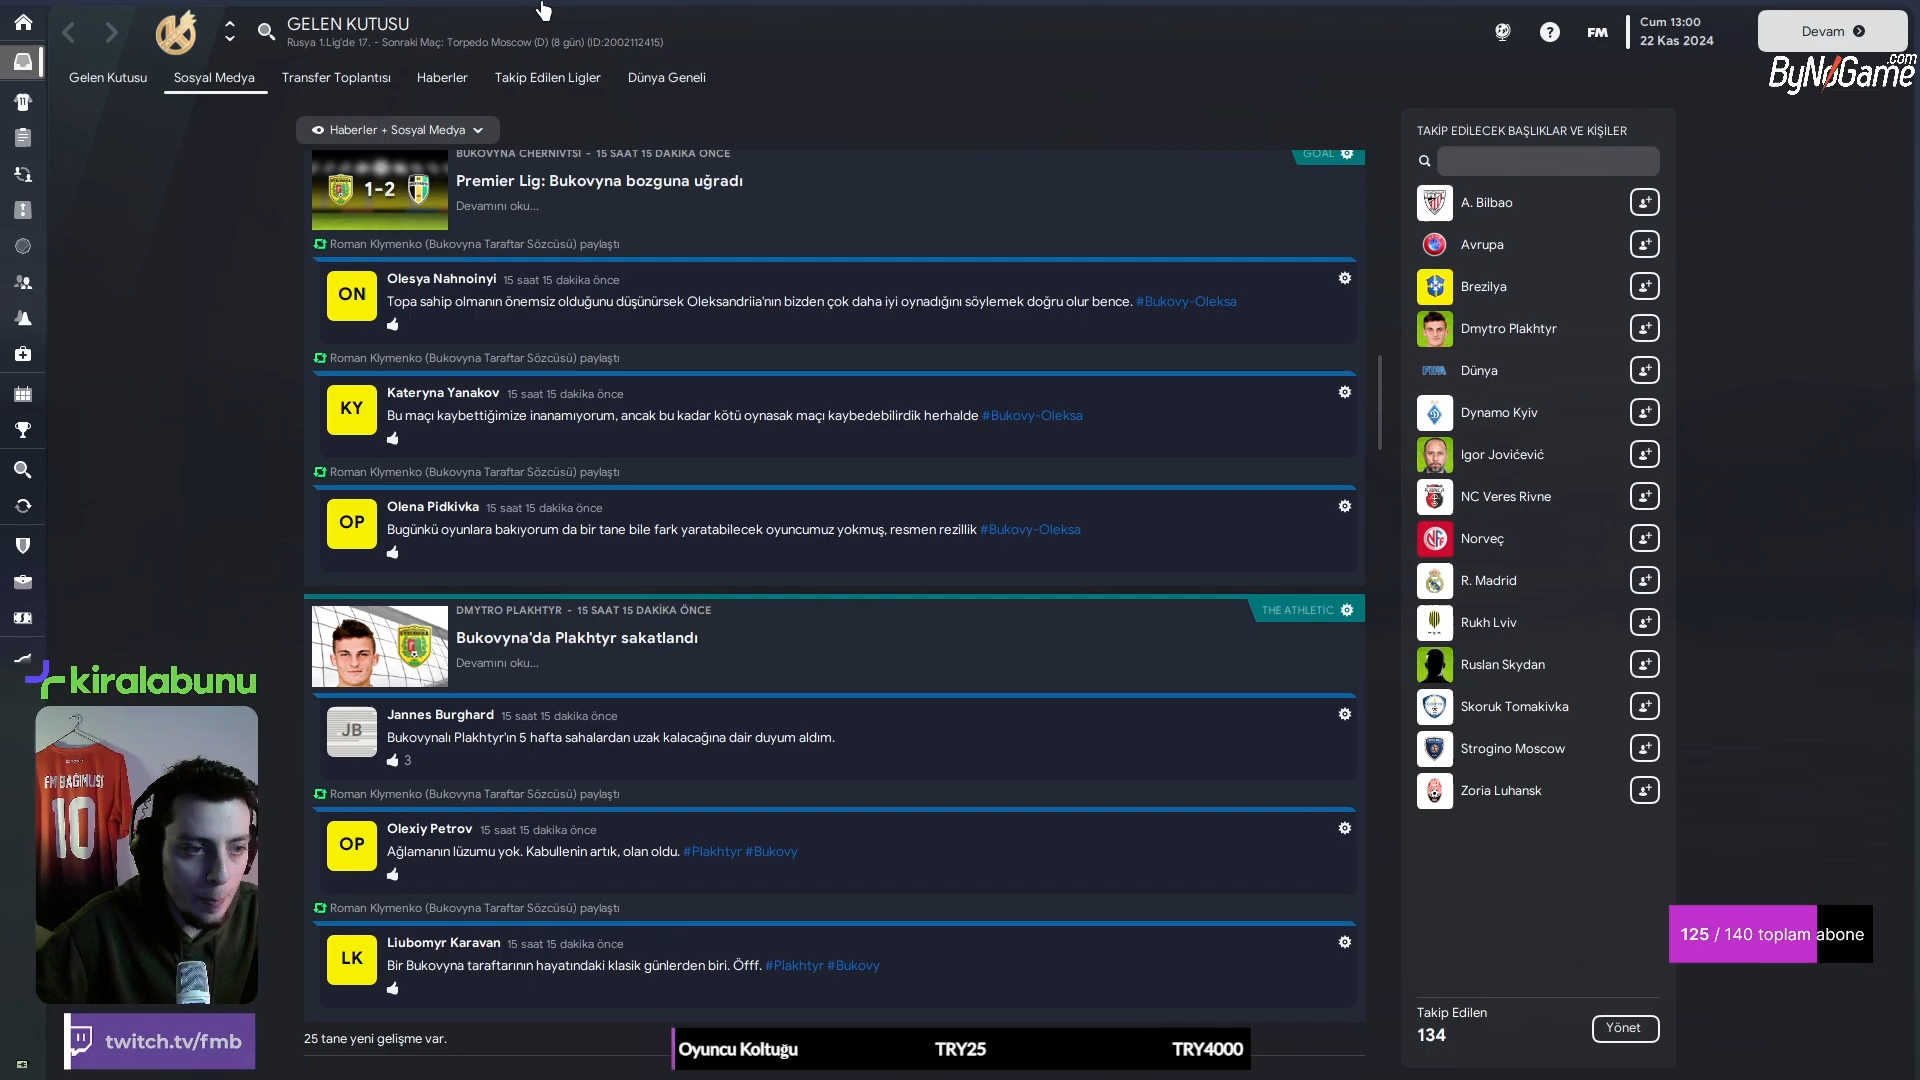 GELEN KUTUSU
Rusya 1.Lig'de 17. - Sonraki Maç: Torpedo Moscow (D) (8 gün) (ID:2002112415)
FM
Cum 13:00
22 Kas 2024
Devam
ByNoGame.com
Gelen Kutusu
Sosyal Medya
Transfer Toplantısı
Haberler
Takip Edilen Ligler
Dünya Geneli
Haberler + Sosyal Medya
BUKOVYNA CHERNIVTSI - 15 SAAT 15 DAKİKA ÖNCE
GOAL
1-2
Premier Lig: Bukovyna bozguna uğradı
Devamını oku...
Roman Klymenko (Bukovyna Taraftar Sözcüsü) paylaştı
ON
Olesya Nahnoinyi 15 saat 15 dakika önce
Topa sahip olmanın önemsiz olduğunu düşünürsek Oleksandriia'nın bizden çok daha iyi oynadığını söylemek doğru olur bence. #Bukovy-Oleksa
Roman Klymenko (Bukovyna Taraftar Sözcüsü) paylaştı
KY
Kateryna Yanakov 15 saat 15 dakika önce
Bu maçı kaybettiğimize inanamıyorum, ancak bu kadar kötü oynasak maçı kaybedebilirdik herhalde #Bukovy-Oleksa
Roman Klymenko (Bukovyna Taraftar Sözcüsü) paylaştı
OP
Olena Pidkivka 15 saat 15 dakika önce
Bugünkü oyunlara bakıyorum da bir tane bile fark yaratabilecek oyuncumuz yokmuş, resmen rezillik #Bukovy-Oleksa
DMYTRO PLAKHTYR - 15 SAAT 15 DAKİKA ÖNCE
THE ATHLETIC
Bukovyna'da Plakhtyr sakatlandı
Devamını oku...
JB
Jannes Burghard 15 saat 15 dakika önce
Bukovynalı Plakhtyr'ın 5 hafta sahalardan uzak kalacağına dair duyum aldım.
3
Roman Klymenko (Bukovyna Taraftar Sözcüsü) paylaştı
OP
Olexiy Petrov 15 saat 15 dakika önce
Ağlamanın lüzumu yok. Kabullenin artık, olan oldu. #Plakhtyr #Bukovy
Roman Klymenko (Bukovyna Taraftar Sözcüsü) paylaştı
LK
Liubomyr Karavan 15 saat 15 dakika önce
Bir Bukovyna taraftarının hayatındaki klasik günlerden biri. Öfff. #Plakhtyr #Bukovy
25 tane yeni gelişme var.
TAKİP EDİLECEK BAŞLIKLAR VE KİŞİLER
A. Bilbao
Avrupa
Brezilya
Dmytro Plakhtyr
FIFA
Dünya
Dynamo Kyiv
Igor Jovićević
NC Veres Rivne
Norveç
R. Madrid
Rukh Lviv
Ruslan Skydan
Skoruk Tomakivka
Strogino Moscow
Zoria Luhansk
Takip Edilen
134
Yönet
125 / 140 toplam abone
kiralabunu
FM BAĞIMLISI
10
twitch.tv/fmb
Oyuncu Koltuğu
TRY25
TRY4000